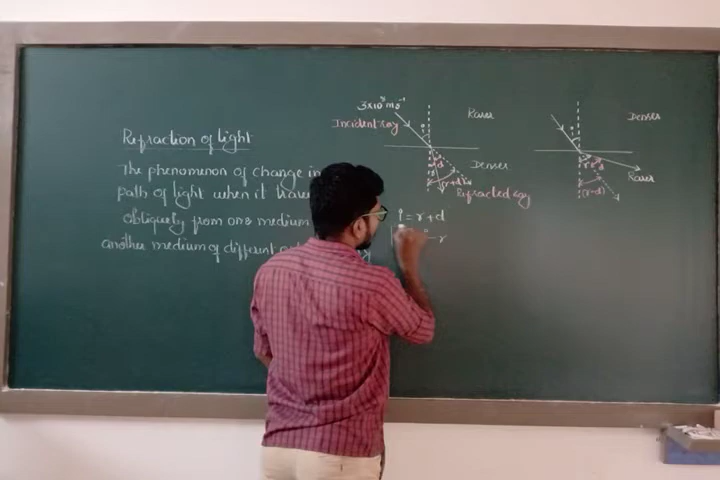 Refraction of light
The phenomenon of change in
path of light when it
obliquely from one medium
another medium of different
3x10⁸ ms⁻¹
Incident ray
i
Rarer
r
d
(r+d)
Denser
Refracted ray
i = r+d
- r
Denser
i
r
d
(r-d)
Rarer